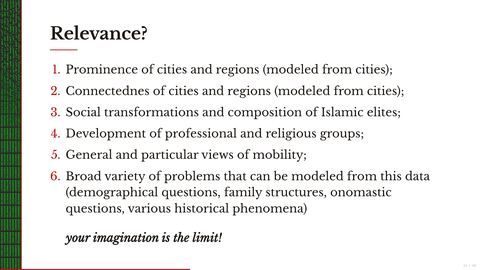 Relevance?
1. Prominence of cities and regions (modeled from cities);
2. Connectednes of cities and regions (modeled from cities);
3. Social transformations and composition of Islamic elites;
4. Development of professional and religious groups;
5. General and particular views of mobility;
6. Broad variety of problems that can be modeled from this data
(demographical questions, family structures, onomastic
questions, various historical phenomena)
your imagination is the limit!